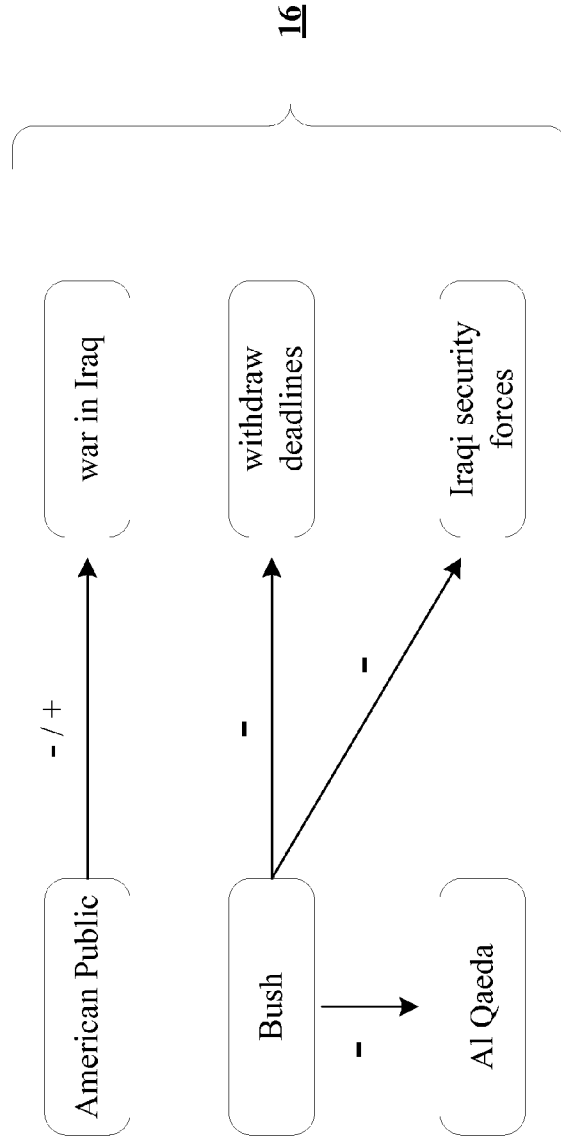 American Public
- / +
war in Iraq
Bush
-
withdraw
deadlines
-
Iraqi security
forces
-
Al Qaeda
16